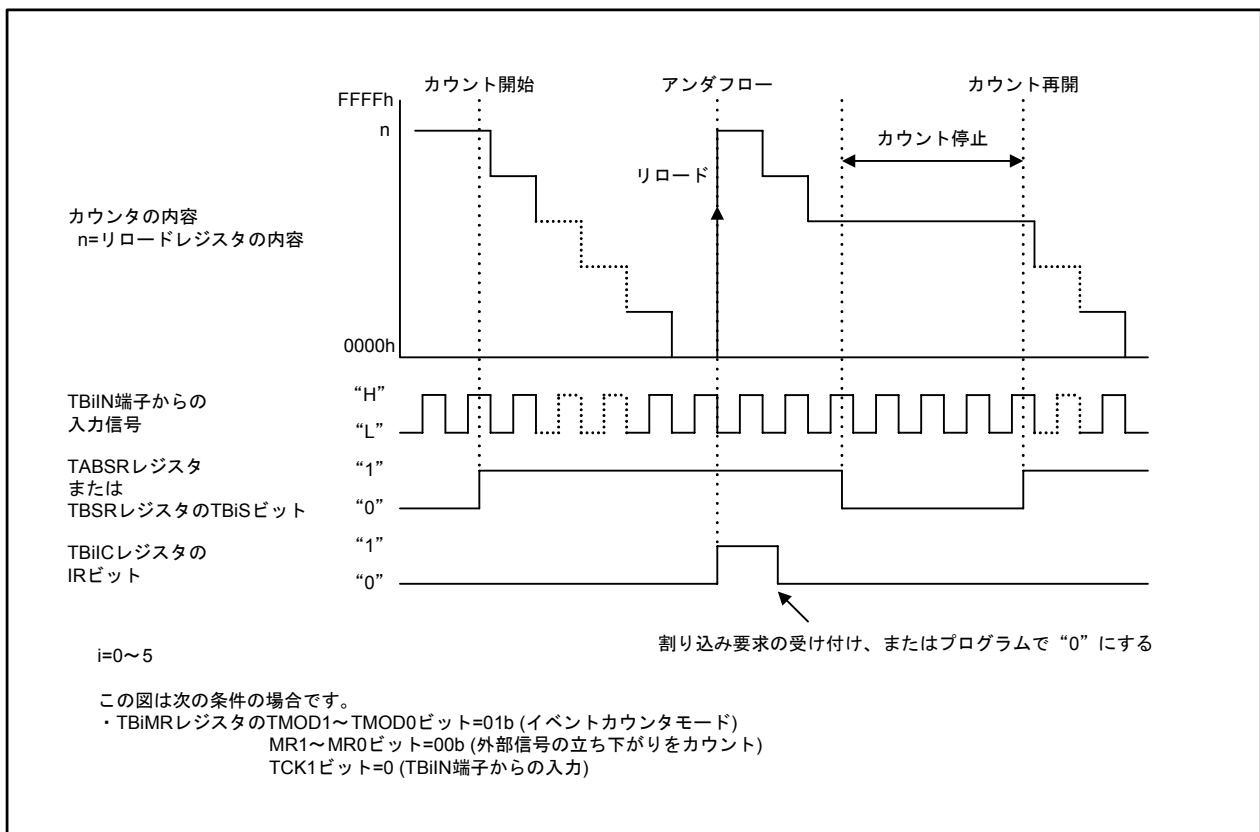 カウント開始
アンダフロー
カウント再開
FFFFh
n
カウント停止
リロード
カウンタの内容
n=リロードレジスタの内容
0000h
TBiIN端子からの
入力信号
“H”
“L”
TABSRレジスタ
または
TBSRレジスタのTBiSビット
“1”
“0”
TBiICレジスタの
IRビット
“1”
“0”
割り込み要求の受け付け、またはプログラムで“0”にする
i=0～5
この図は次の条件の場合です。
・TBiMRレジスタのTMOD1～TMOD0ビット=01b (イベントカウンタモード)
MR1～MR0ビット=00b (外部信号の立ち下がりをカウント)
TCK1ビット=0 (TBiIN端子からの入力)